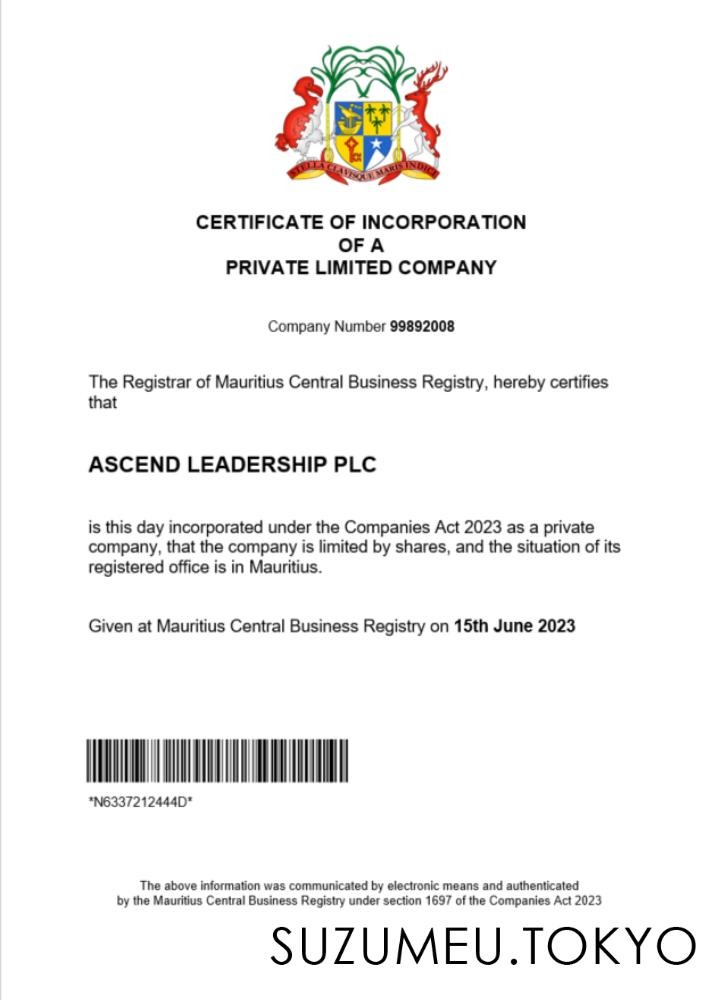 STELLA CLAVISQUE MARIS INDICI
CERTIFICATE OF INCORPORATION
OF A
PRIVATE LIMITED COMPANY
Company Number 99892008
The Registrar of Mauritius Central Business Registry, hereby certifies
that
ASCEND LEADERSHIP PLC
is this day incorporated under the Companies Act 2023 as a private
company, that the company is limited by shares, and the situation of its
registered office is in Mauritius.
Given at Mauritius Central Business Registry on 15th June 2023
*N6337212444D*
The above information was communicated by electronic means and authenticated
by the Mauritius Central Business Registry under section 1697 of the Companies Act 2023
SUZUMEU.TOKYO